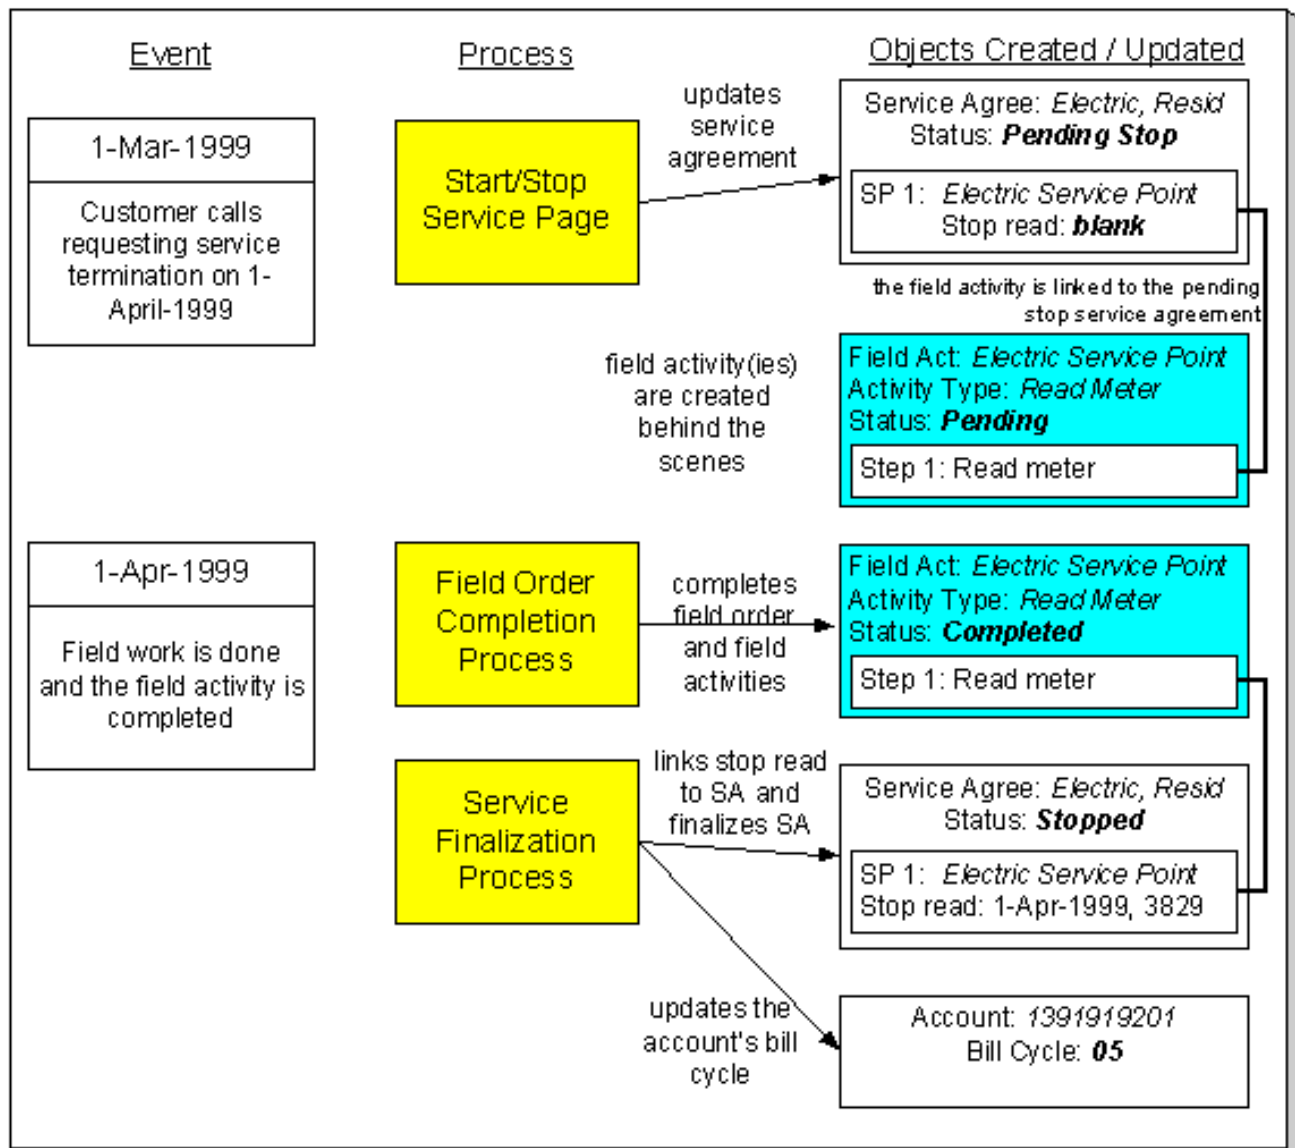 Event
Process
Objects Created / Updated
1-Mar-1999
Customer calls
requesting service
termination on 1-
April-1999
Start/Stop
Service Page
updates
service
agreement
Service Agree: Electric, Resid
Status: Pending Stop
SP 1: Electric Service Point
Stop read: blank
the field activity is linked to the pending
stop service agreement
field activity(ies)
are created
behind the
scenes
Field Act: Electric Service Point
Activity Type: Read Meter
Status: Pending
Step 1: Read meter
1-Apr-1999
Field work is done
and the field activity is
completed
Field Order
Completion
Process
completes
field order
and field
activities
Field Act: Electric Service Point
Activity Type: Read Meter
Status: Completed
Step 1: Read meter
Service
Finalization
Process
links stop read
to SA and
finalizes SA
Service Agree: Electric, Resid
Status: Stopped
SP 1: Electric Service Point
Stop read: 1-Apr-1999, 3829
updates the
account's bill
cycle
Account: 1391919201
Bill Cycle: 05